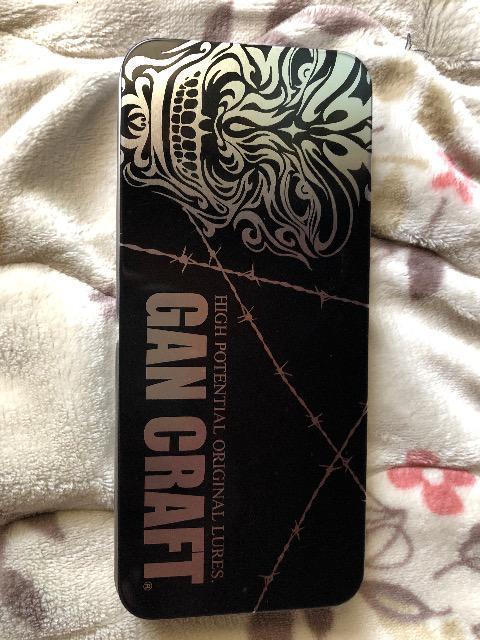 HIGH POTENTIAL ORIGINAL LURES.
GAN CRAFT®